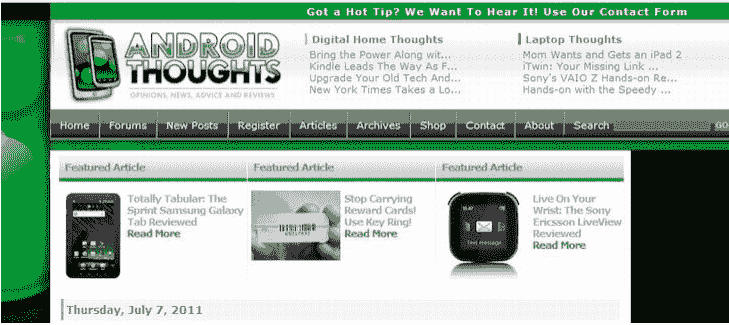 Got a Hot Tip? We Want To Hear It! Use Our Contact Form
ANDROID
THOUGHTS
OPINIONS, NEWS, ADVICE AND REVIEWS
Digital Home Thoughts
Bring the Power Along wit...
Kindle Leads The Way As F...
Upgrade Your Old Tech And...
New York Times Takes a Lo...
Laptop Thoughts
Mom Wants and Gets an iPad 2
iTwin: Your Missing Link ...
Sony's VAIO Z Hands-on Re...
Hands-on with the Speedy ...
Home Forums New Posts Register Articles Archives Shop Contact About Search GO
Featured Article
Totally Tabular: The
Sprint Samsung Galaxy
Tab Reviewed
Read More
Featured Article
Stop Carrying
Reward Cards!
Use Key Ring!
Read More
Featured Article
Text message
Live On Your
Wrist: The Sony
Ericsson LiveView
Reviewed
Read More
Thursday, July 7, 2011